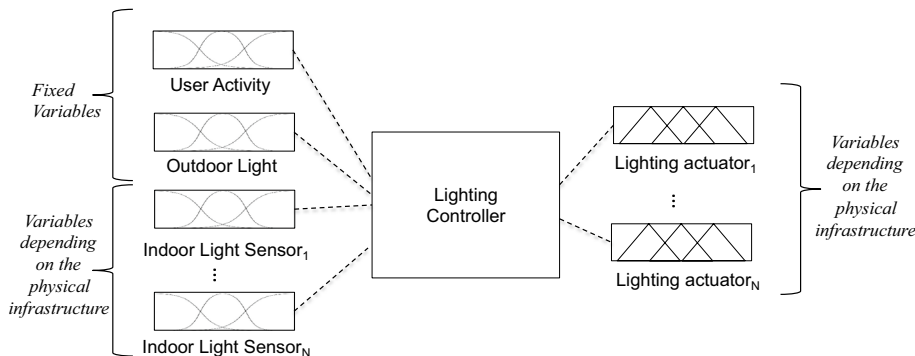 Fixed
Variables
User Activity
Outdoor Light
Variables
depending
on the
physical
infrastructure
Indoor Light Sensor1
...
Indoor Light SensorN
Lighting
Controller
Lighting actuator1
...
Lighting actuatorN
Variables
depending
on the
physical
infrastructure